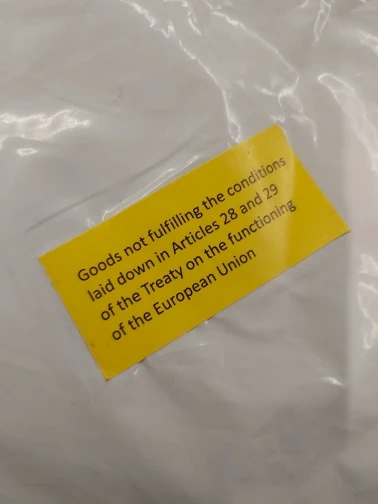 Goods not fulfilling the conditions
laid down in Articles 28 and 29
of the Treaty on the functioning
of the European Union